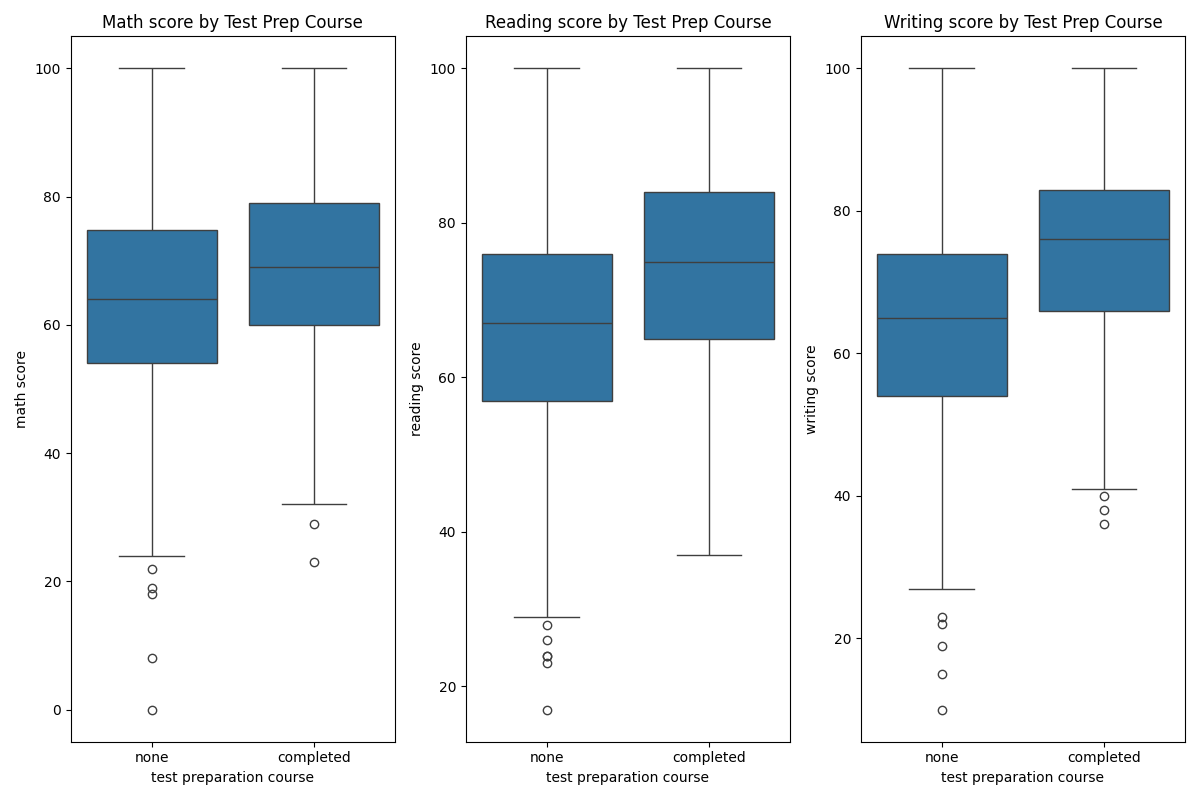 Math score by Test Prep Course
math score
100
80
60
40
20
0
none completed
test preparation course
Reading score by Test Prep Course
reading score
100
80
60
40
20
none completed
test preparation course
Writing score by Test Prep Course
writing score
100
80
60
40
20
none completed
test preparation course